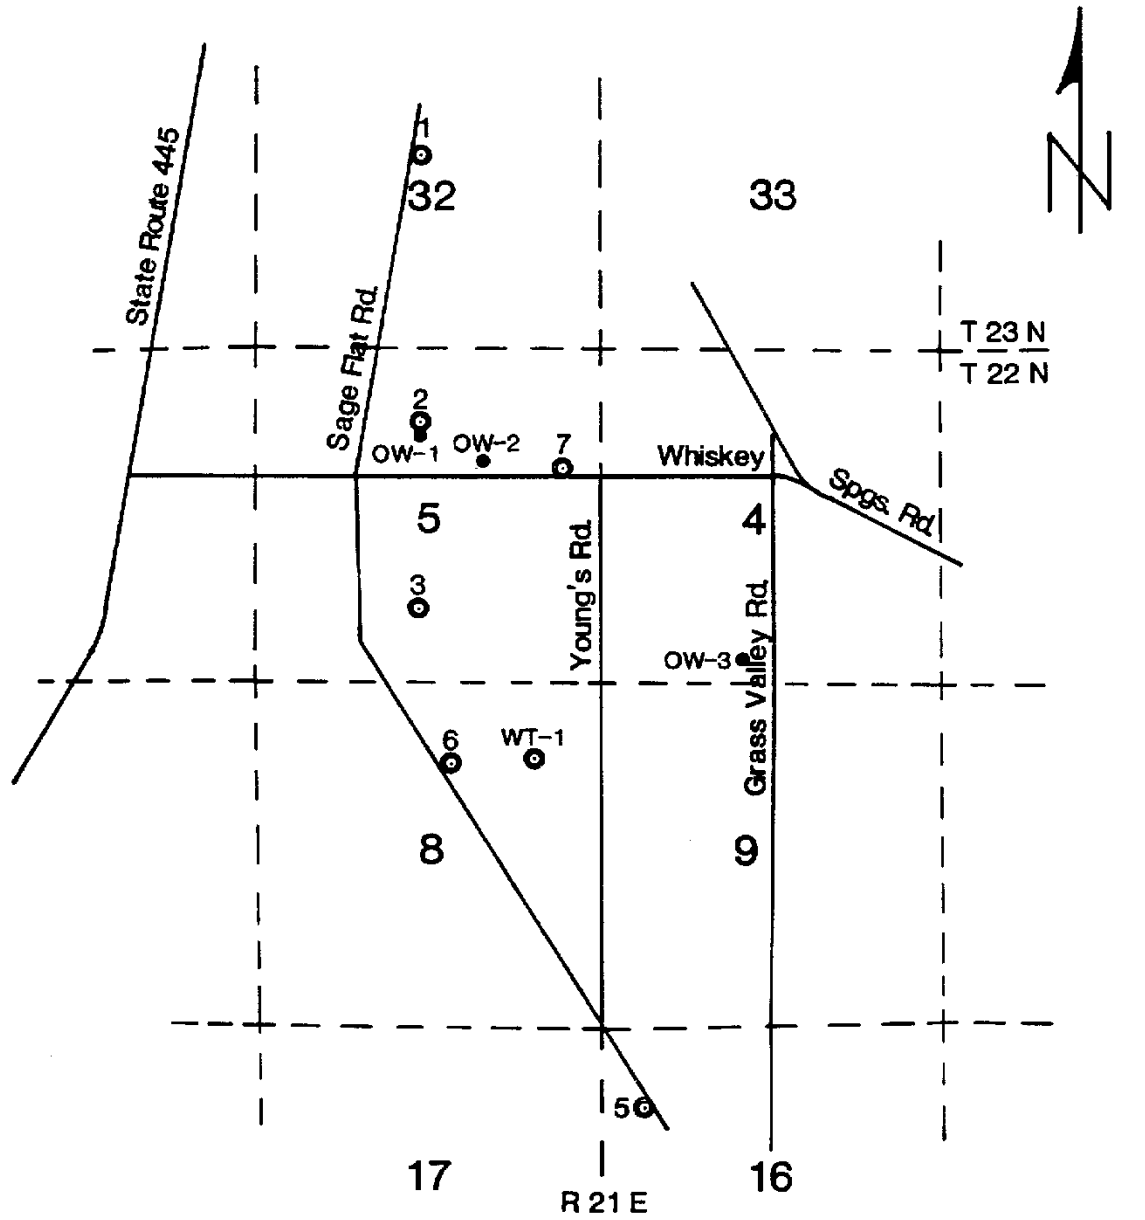 1
32
33
N
State Route 445
Sage Flat Rd.
T 23 N
T 22 N
2
OW-1
OW-2
7
Whiskey
Spgs. Rd.
5
4
3
Young's Rd.
OW-3
Grass Valley Rd.
6
WT-1
8
9
5
17
16
R 21 E